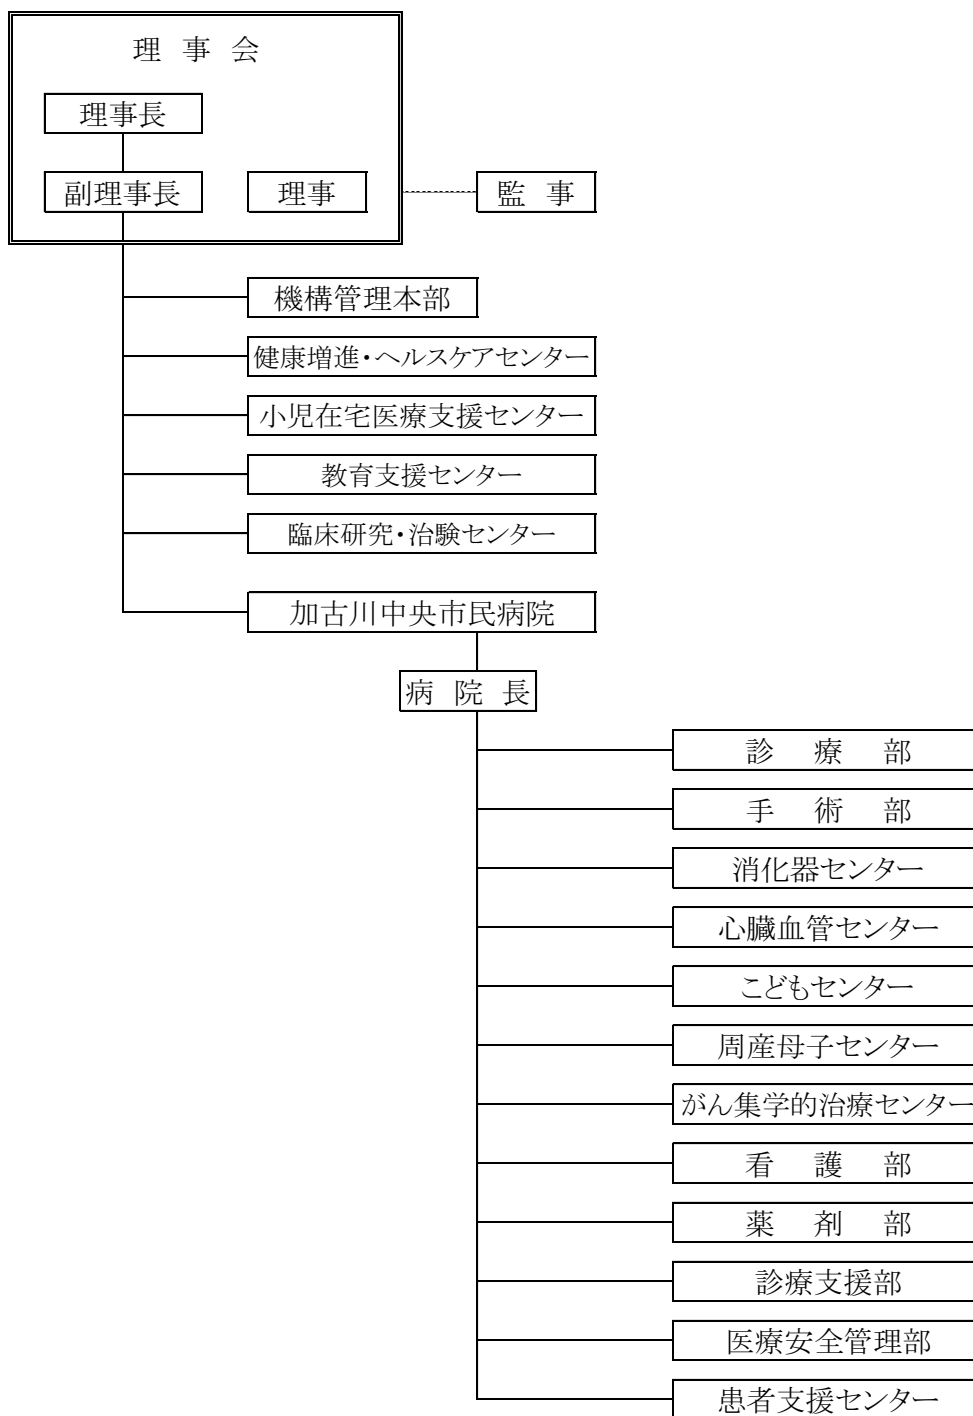 理 事 会
理事長
副理事長
理事
監 事
機構管理本部
健康増進・ヘルスケアセンター
小児在宅医療支援センター
教育支援センター
臨床研究・治験センター
加古川中央市民病院
病 院 長
診 療 部
手 術 部
消化器センター
心臓血管センター
こどもセンター
周産母子センター
がん集学的治療センター
看 護 部
薬 剤 部
診療支援部
医療安全管理部
患者支援センター